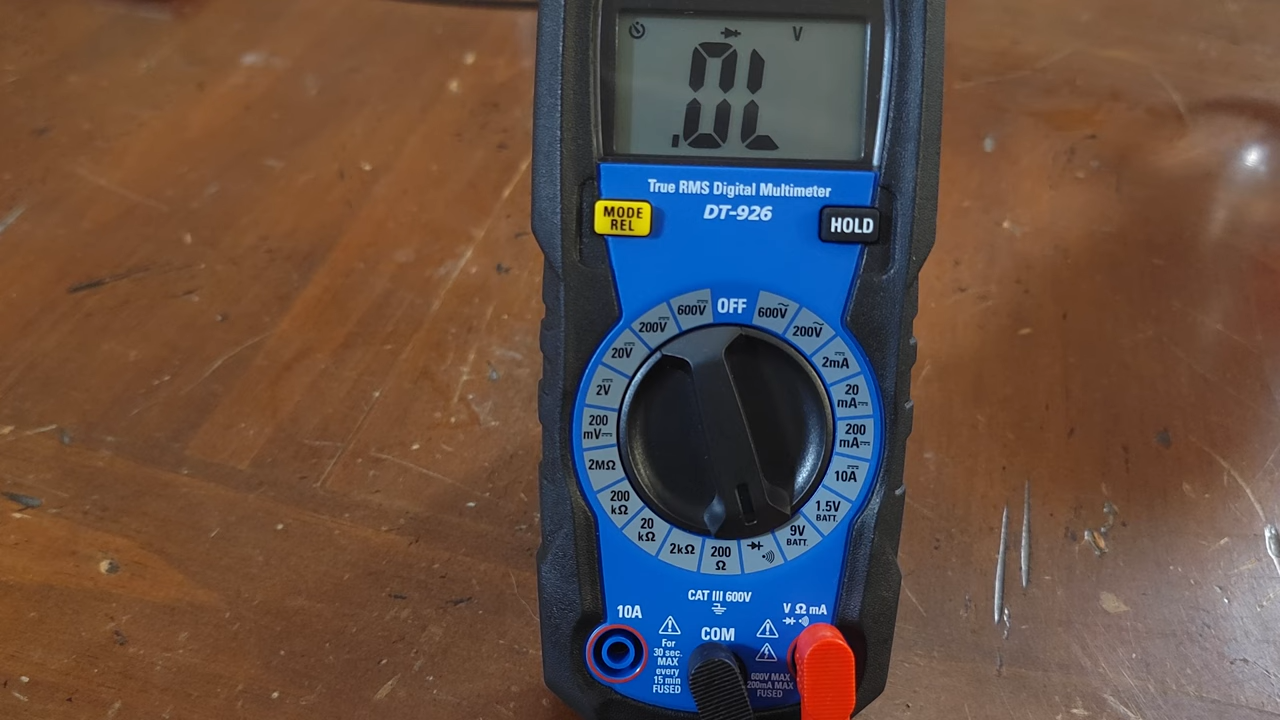 V
.OL
True RMS Digital Multimeter
MODE
REL
DT-926
HOLD
OFF
600V
200V
20V
2V
200
mV
2MΩ
200
kΩ
20
kΩ
2kΩ
200
Ω
9V
BATT.
1.5V
BATT.
10A
200
mA
20
mA
2mA
200V
600V
CAT III 600V
10A
COM
V Ω mA
For
30 sec.
MAX
every
15 min
FUSED
600V MAX
200mA MAX
FUSED